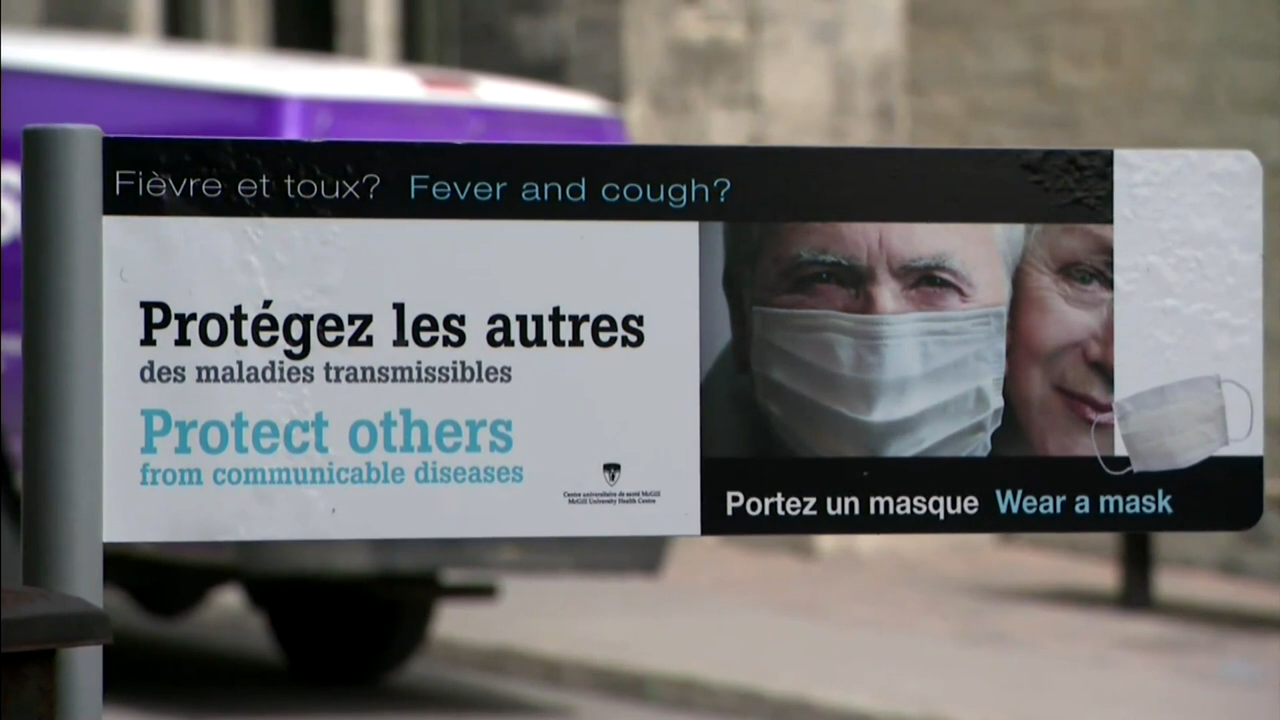 Fièvre et toux? Fever and cough?
Protégez les autres
des maladies transmissibles
Protect others
from communicable diseases
Centre universitaire de santé McGill
McGill University Health Centre
Portez un masque Wear a mask